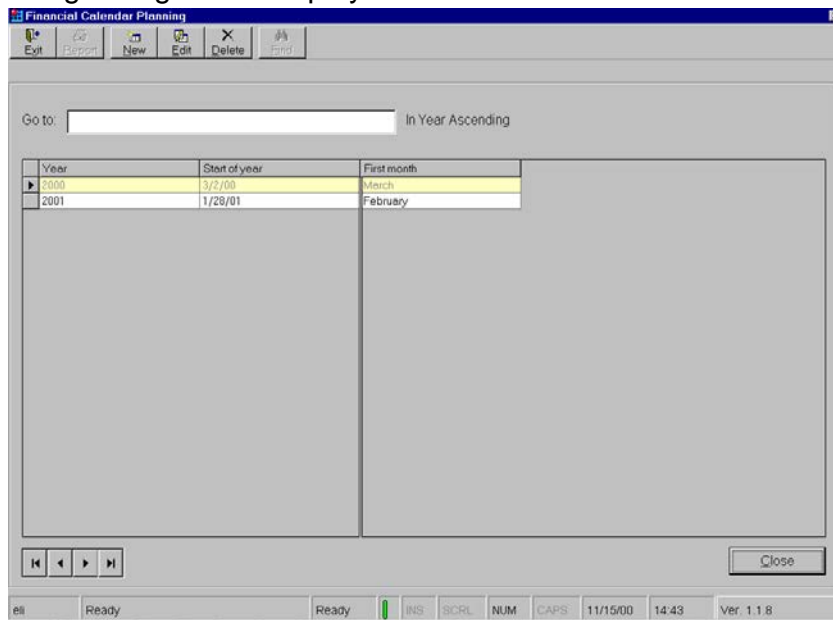 Financial Calendar Planning
Exit Report New Edit Delete Find
Go to: In Year Ascending
Year Start of year First month
2000 3/2/00 March
2001 1/28/01 February
Close
eli Ready Ready INS SCRL NUM CAPS 11/15/00 14:43 Ver. 1.1.8